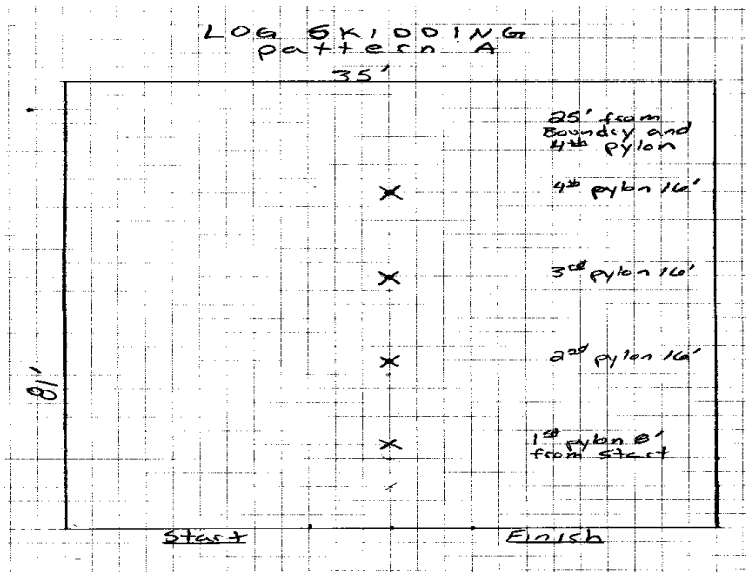 LOG SKIDDING
pattern A
35'
25' from
Boundry and
4th pylon
4th pylon 16'
3rd pylon 16'
2nd pylon 16'
81'
1st pylon 8'
from Start
Start
Finish